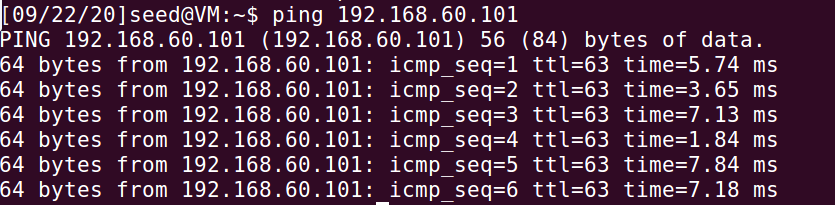 [09/22/20]seed@VM:~$ ping 192.168.60.101
PING 192.168.60.101 (192.168.60.101) 56 (84) bytes of data.
64 bytes from 192.168.60.101: icmp_seq=1 ttl=63 time=5.74 ms
64 bytes from 192.168.60.101: icmp_seq=2 ttl=63 time=3.65 ms
64 bytes from 192.168.60.101: icmp_seq=3 ttl=63 time=7.13 ms
64 bytes from 192.168.60.101: icmp_seq=4 ttl=63 time=1.84 ms
64 bytes from 192.168.60.101: icmp_seq=5 ttl=63 time=7.84 ms
64 bytes from 192.168.60.101: icmp_seq=6 ttl=63 time=7.18 ms